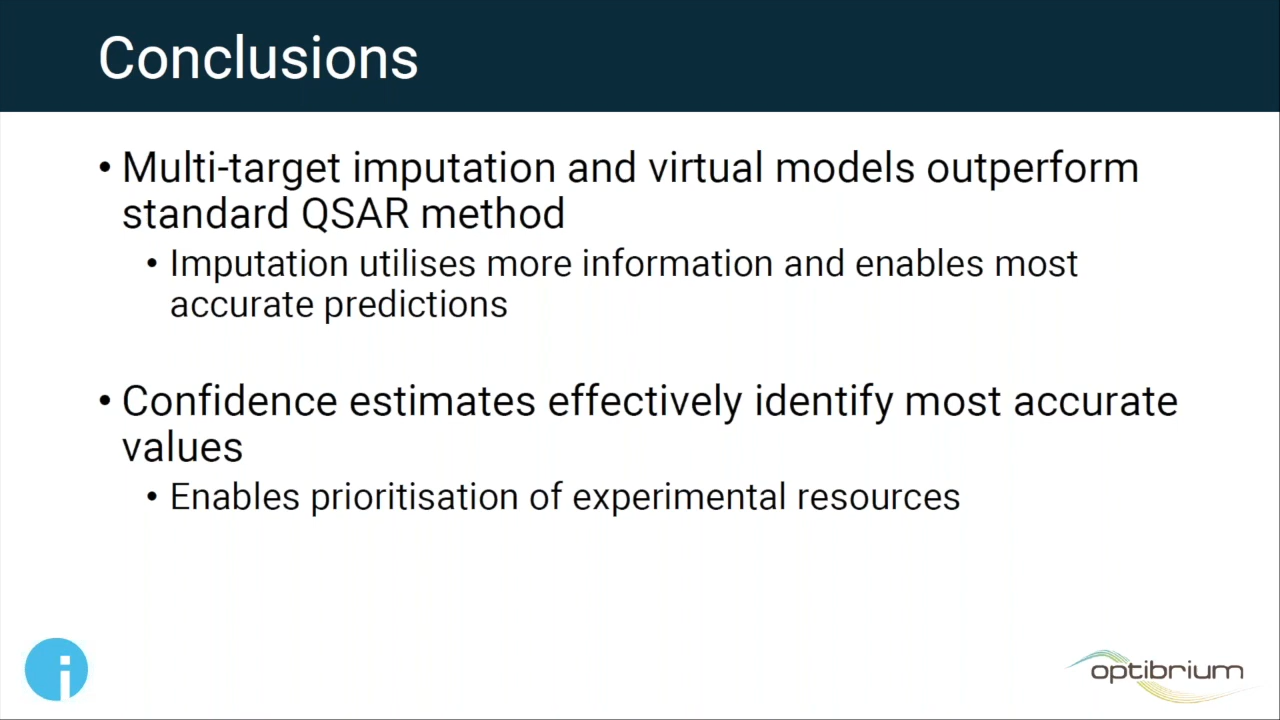 Conclusions
• Multi-target imputation and virtual models outperform
standard QSAR method
• Imputation utilises more information and enables most
accurate predictions
• Confidence estimates effectively identify most accurate
values
• Enables prioritisation of experimental resources
i
optibrium